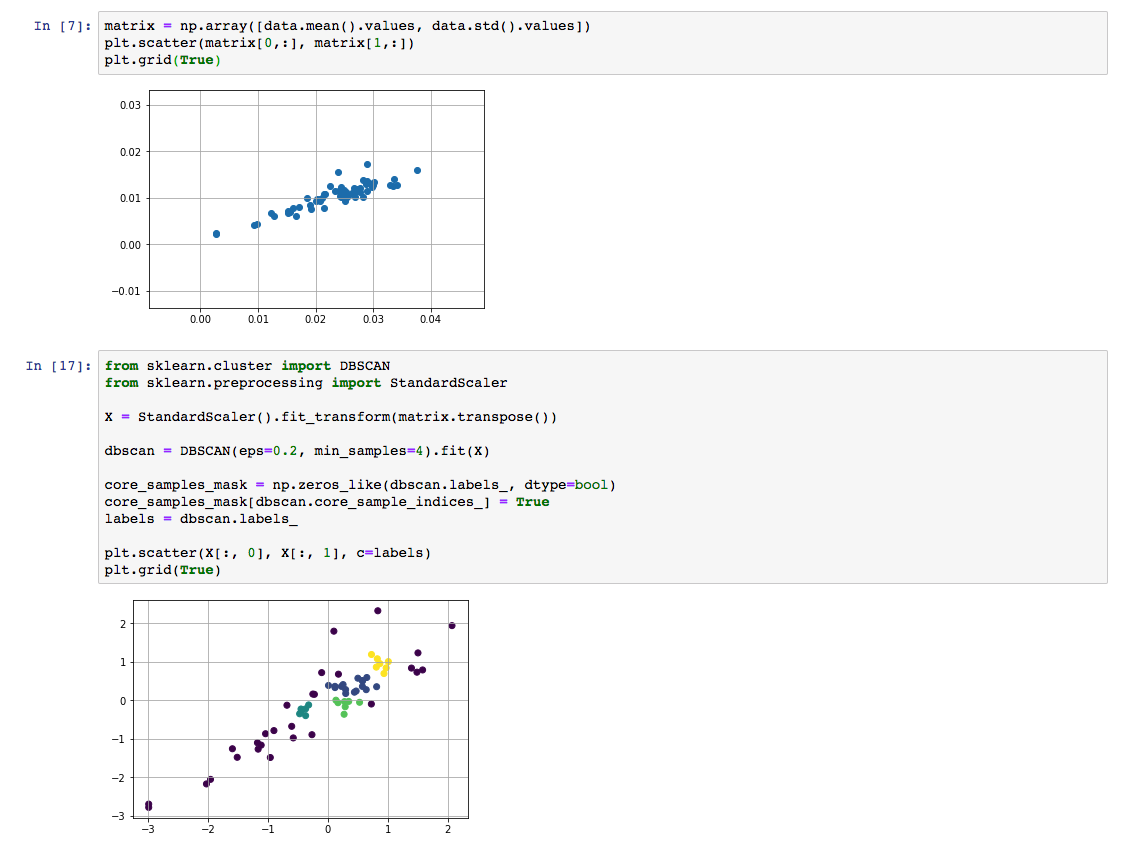 In [7]: matrix = np.array([data.mean().values, data.std().values])
plt.scatter(matrix[0,:], matrix[1,:])
plt.grid(True)
0.03
0.02
0.01
0.00
−0.01
0.00 0.01 0.02 0.03 0.04
In [17]: from sklearn.cluster import DBSCAN
from sklearn.preprocessing import StandardScaler
X = StandardScaler().fit_transform(matrix.transpose())
dbscan = DBSCAN(eps=0.2, min_samples=4).fit(X)
core_samples_mask = np.zeros_like(dbscan.labels_, dtype=bool)
core_samples_mask[dbscan.core_sample_indices_] = True
labels = dbscan.labels_
plt.scatter(X[:, 0], X[:, 1], c=labels)
plt.grid(True)
2
1
0
−1
−2
−3
−3 −2 −1 0 1 2